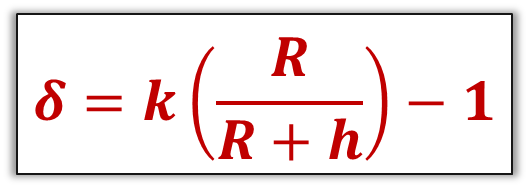 δ = k (R / (R + h)) − 1